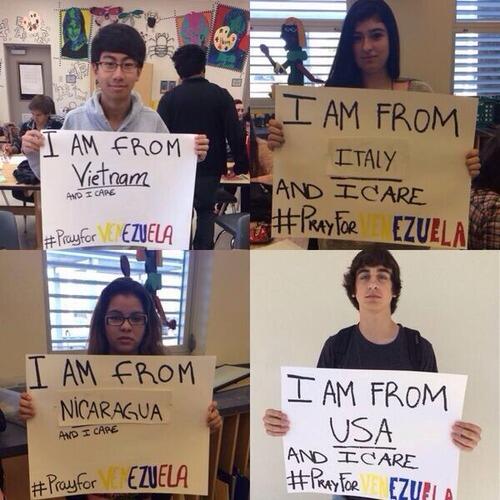 I AM FROM
Vietnam
AND I CARE
#Prayfor VENEZUELA
I AM FROM
ITALY
AND I CARE
#PRAYFOR VENEZUELA
I AM FROM
NICARAGUA
AND I CARE
#Prayfor VENEZUELA
I AM FROM
USA
AND I CARE
#PRAYFOR VENEZUELA